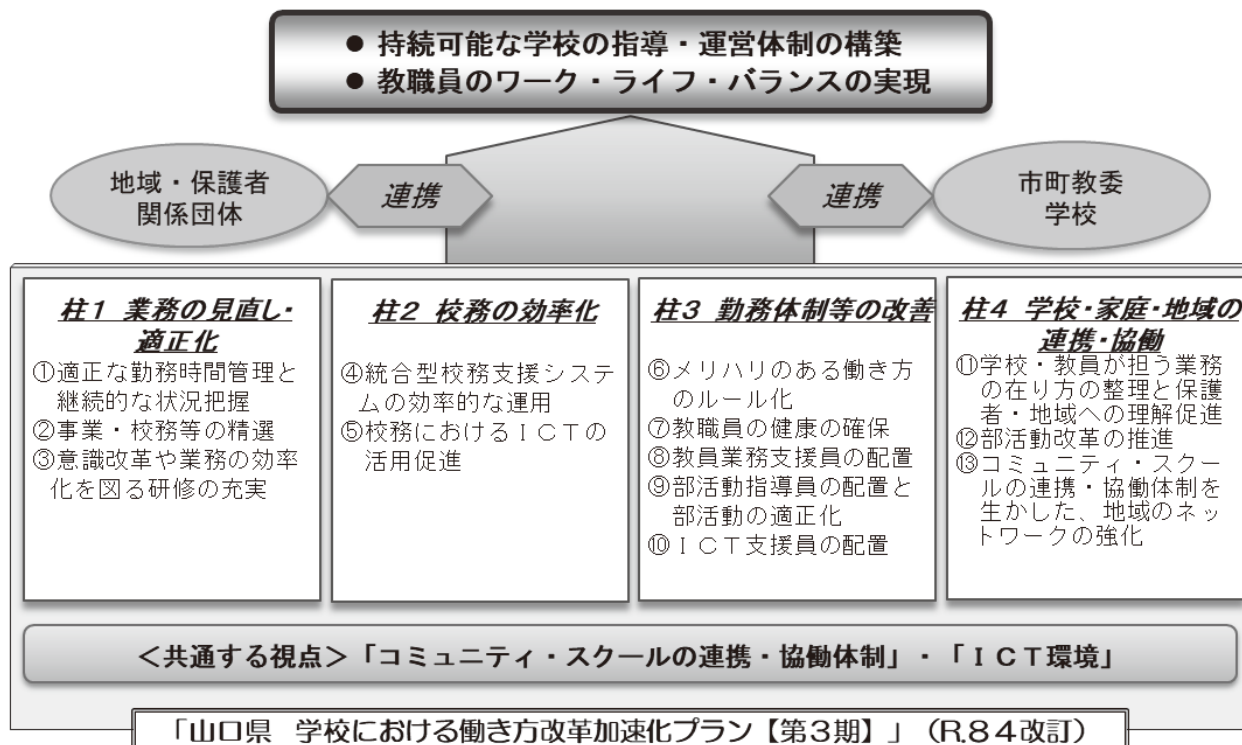 ● 持続可能な学校の指導・運営体制の構築
● 教職員のワーク・ライフ・バランスの実現
地域・保護者
関係団体
連携
連携
市町教委
学校
柱1 業務の見直し・
適正化
①適正な勤務時間管理と
継続的な状況把握
②事業・校務等の精選
③意識改革や業務の効率
化を図る研修の充実
柱2 校務の効率化
④統合型校務支援システ
ムの効率的な運用
⑤校務におけるICTの
活用促進
柱3 勤務体制等の改善
⑥メリハリのある働き方
のルール化
⑦教職員の健康の確保
⑧教員業務支援員の配置
⑨部活動指導員の配置と
部活動の適正化
⑩ICT支援員の配置
柱4 学校・家庭・地域の
連携・協働
⑪学校・教員が担う業務
の在り方の整理と保護
者・地域への理解促進
⑫部活動改革の推進
⑬コミュニティ・スクー
ルの連携・協働体制を
生かした、地域のネッ
トワークの強化
＜共通する視点＞「コミュニティ・スクールの連携・協働体制」・「ICT環境」
「山口県 学校における働き方改革加速化プラン【第3期】」（R.8４改訂）